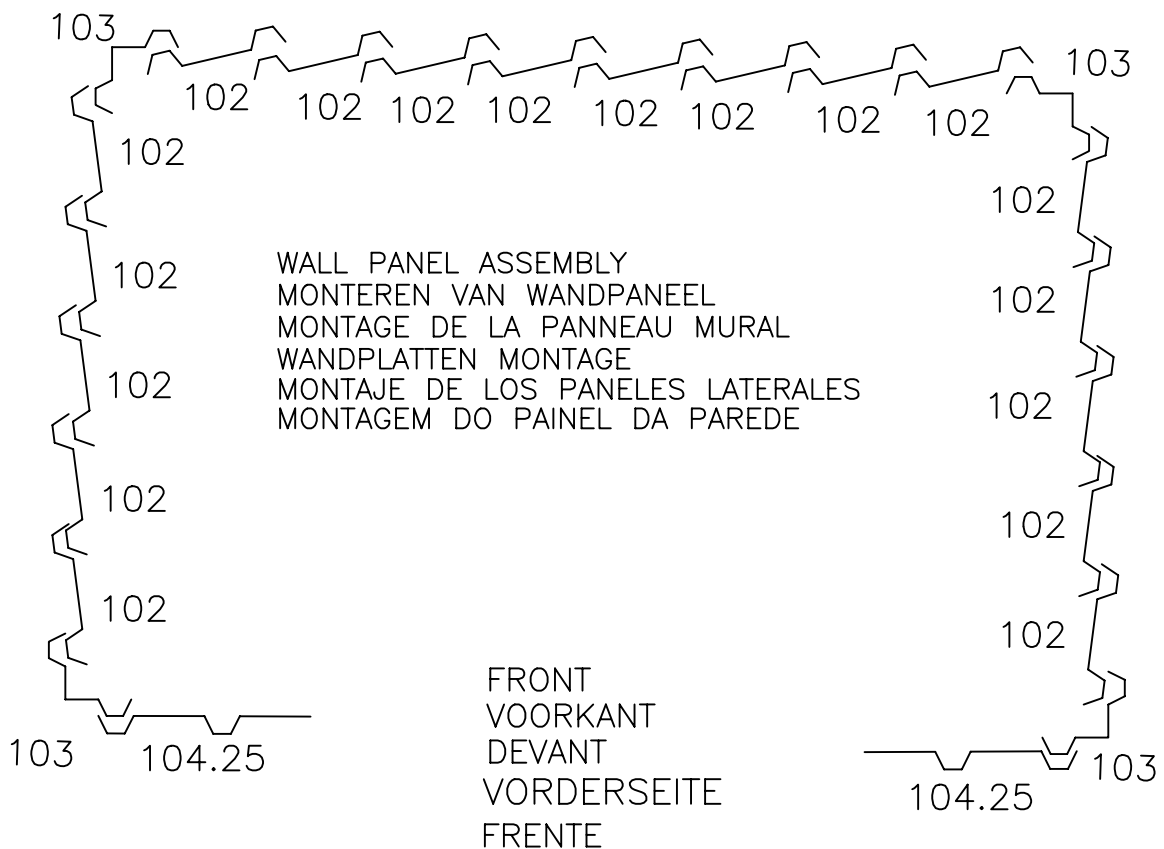 103
103
102
102
102
102
102
102
102
102
102
102
102
102
WALL PANEL ASSEMBLY
MONTEREN VAN WANDPANEEL
MONTAGE DE LA PANNEAU MURAL
WANDPLATTEN MONTAGE
MONTAJE DE LOS PANELES LATERALES
MONTAGEM DO PAINEL DA PAREDE
102
102
102
102
102
102
FRONT
VOORKANT
DEVANT
VORDERSEITE
FRENTE
103
104.25
103
104.25